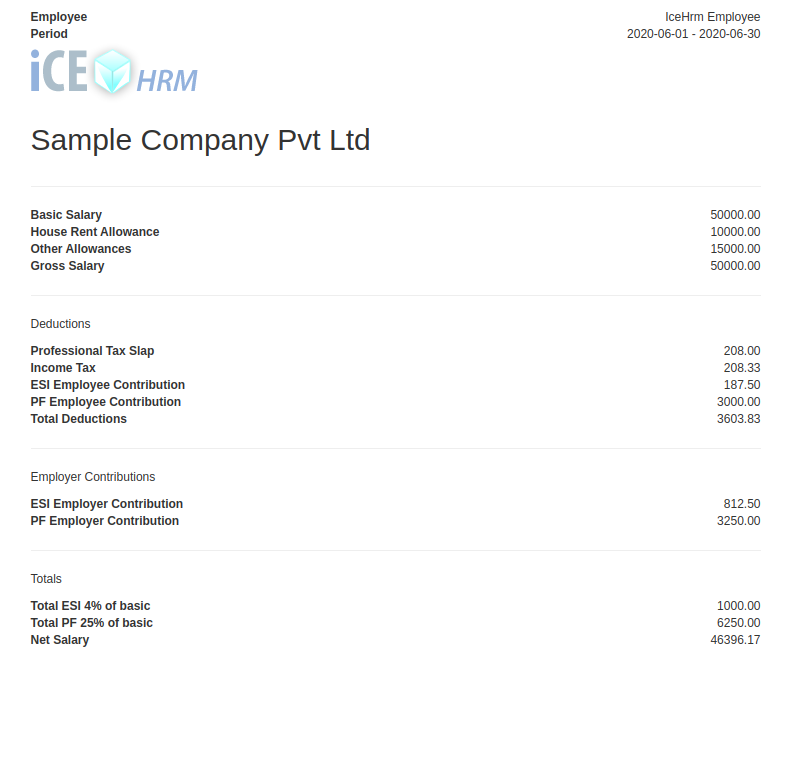 Employee IceHrm Employee
Period 2020-06-01 - 2020-06-30
iCE HRM
Sample Company Pvt Ltd
Basic Salary 50000.00
House Rent Allowance 10000.00
Other Allowances 15000.00
Gross Salary 50000.00
Deductions
Professional Tax Slap 208.00
Income Tax 208.33
ESI Employee Contribution 187.50
PF Employee Contribution 3000.00
Total Deductions 3603.83
Employer Contributions
ESI Employer Contribution 812.50
PF Employer Contribution 3250.00
Totals
Total ESI 4% of basic 1000.00
Total PF 25% of basic 6250.00
Net Salary 46396.17